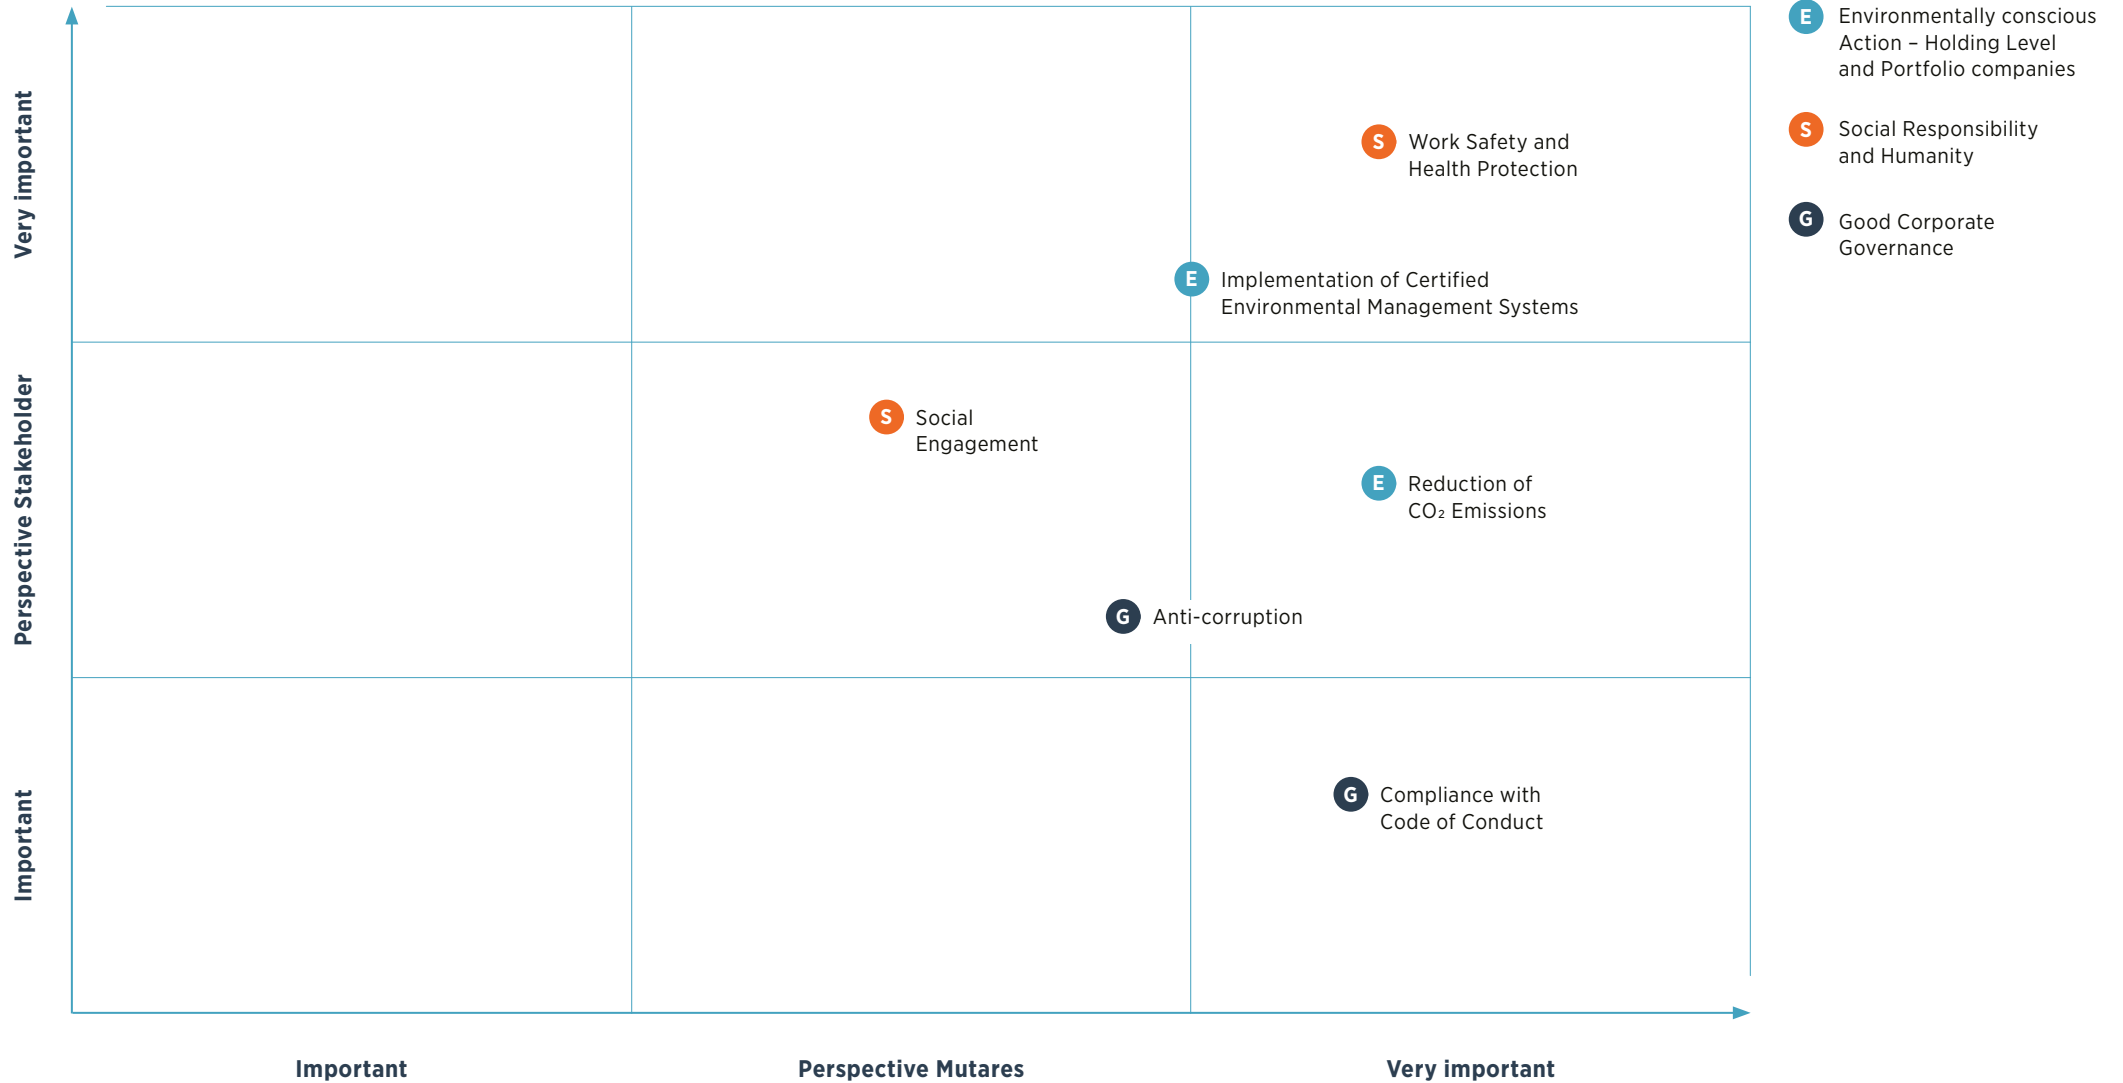 Very important
Perspective Stakeholder
Important
S
Work Safety and
Health Protection
E
Implementation of Certified
Environmental Management Systems
S
Social
Engagement
E
Reduction of
CO₂ Emissions
G
Anti-corruption
G
Compliance with
Code of Conduct
Important
Perspective Mutares
Very important
E
Environmentally conscious
Action – Holding Level
and Portfolio companies
S
Social Responsibility
and Humanity
G
Good Corporate
Governance